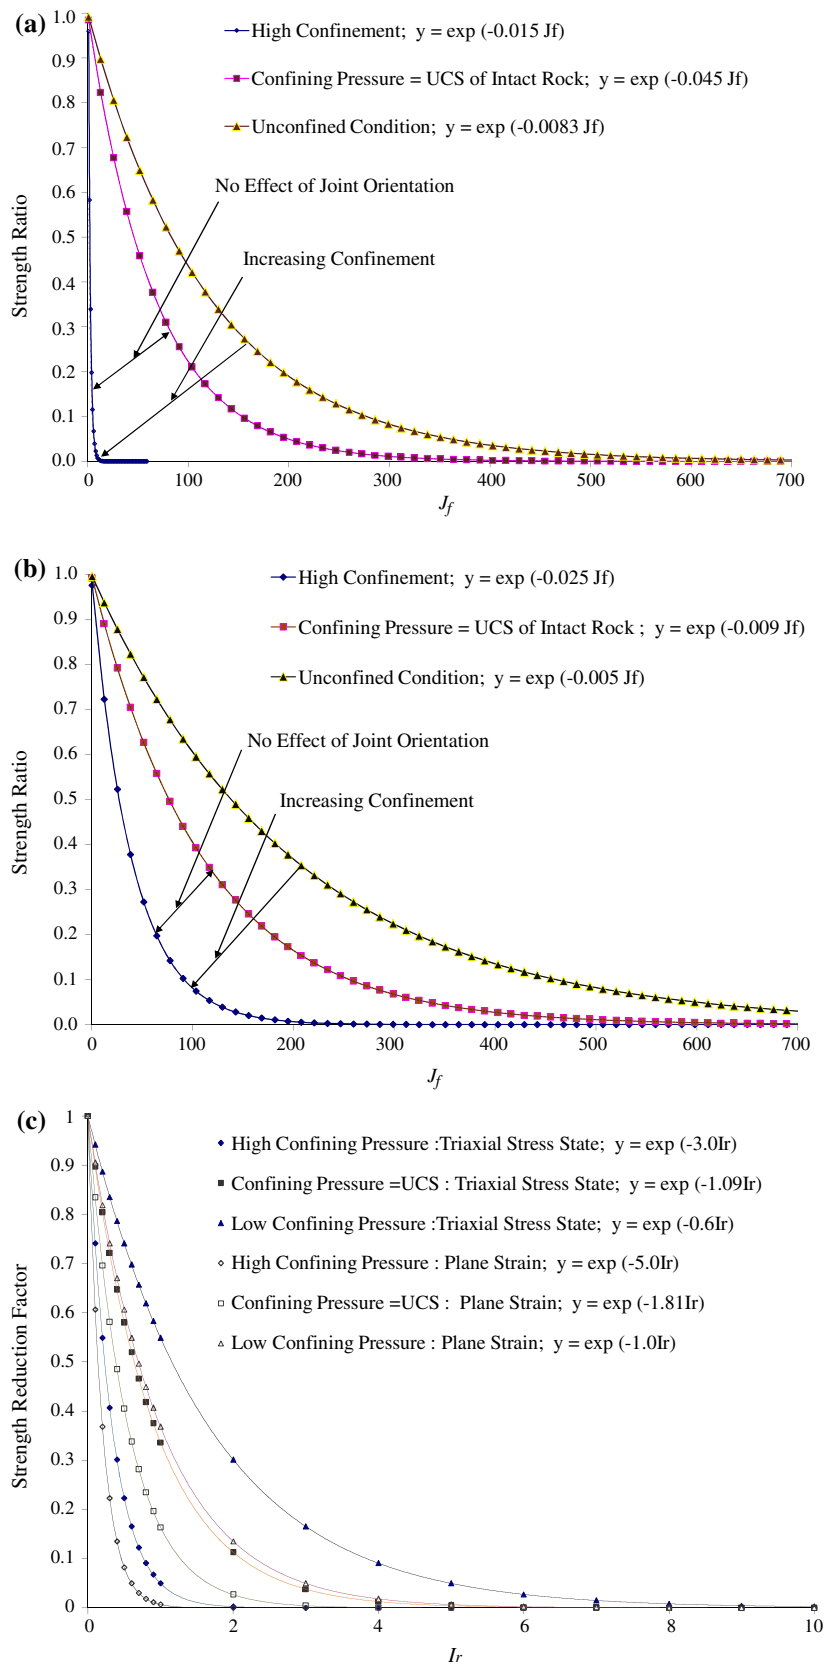 (a)
1.0
0.9
0.8
0.7
0.6
0.5
0.4
0.3
0.2
0.1
0.0
Strength Ratio
High Confinement; y = exp (-0.015 Jf)
Confining Pressure = UCS of Intact Rock; y = exp (-0.045 Jf)
Unconfined Condition; y = exp (-0.0083 Jf)
No Effect of Joint Orientation
Increasing Confinement
0 100 200 300 400 500 600 700
Jf
(b)
1.0
0.9
0.8
0.7
0.6
0.5
0.4
0.3
0.2
0.1
0.0
Strength Ratio
High Confinement; y = exp (-0.025 Jf)
Confining Pressure = UCS of Intact Rock ; y = exp (-0.009 Jf)
Unconfined Condition; y = exp (-0.005 Jf)
No Effect of Joint Orientation
Increasing Confinement
0 100 200 300 400 500 600 700
Jf
(c)
1
0.9
0.8
0.7
0.6
0.5
0.4
0.3
0.2
0.1
0
Strength Reduction Factor
High Confining Pressure :Triaxial Stress State; y = exp (-3.0Ir)
Confining Pressure =UCS : Triaxial Stress State; y = exp (-1.09Ir)
Low Confining Pressure :Triaxial Stress State; y = exp (-0.6Ir)
High Confining Pressure : Plane Strain; y = exp (-5.0Ir)
Confining Pressure =UCS : Plane Strain; y = exp (-1.81Ir)
Low Confining Pressure : Plane Strain; y = exp (-1.0Ir)
0 2 4 6 8 10
Ir